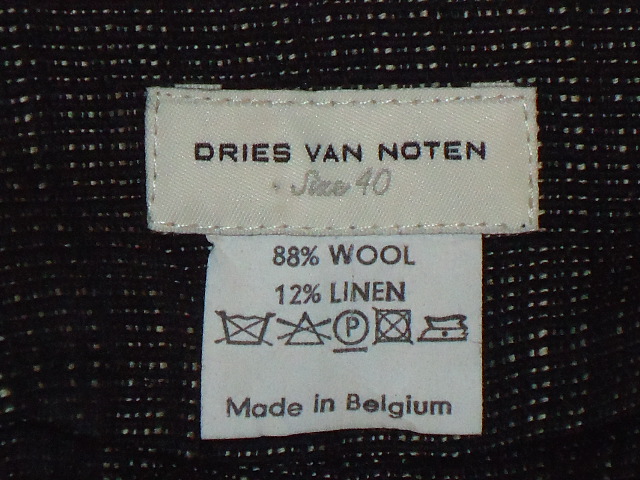 DRIES VAN NOTEN
Size 40
88% WOOL
12% LINEN
P
Made in Belgium